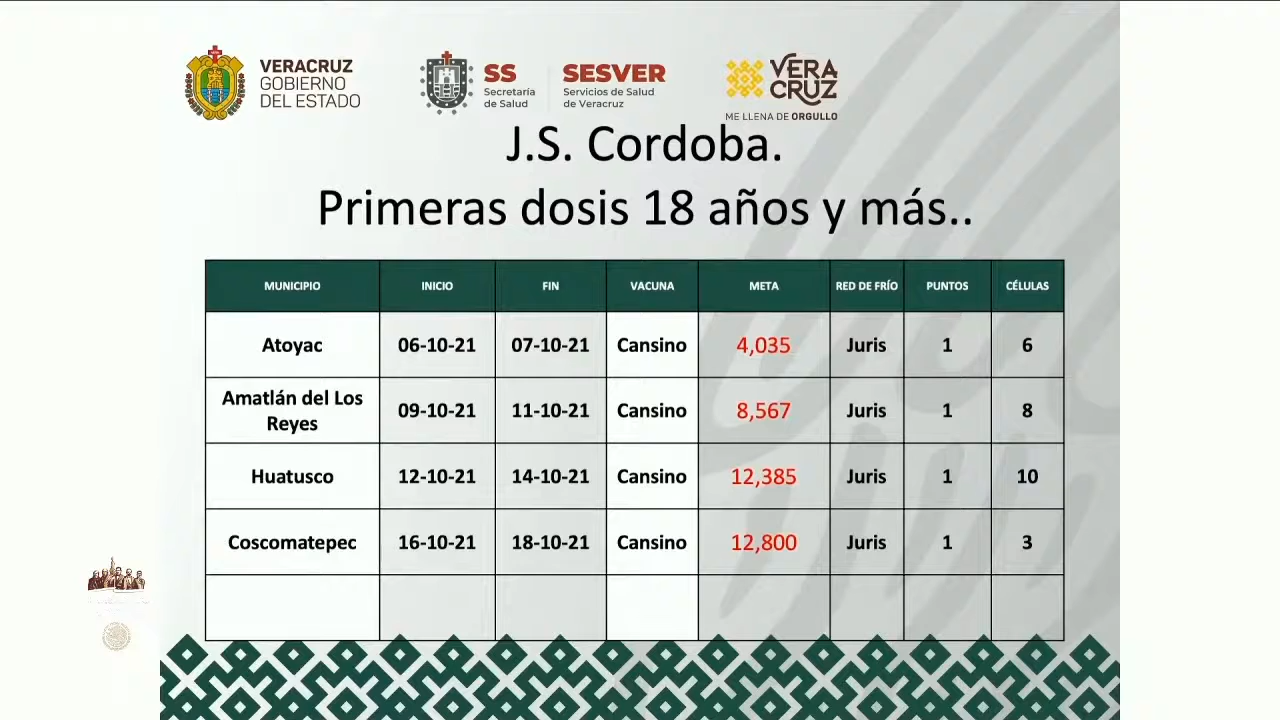 VERACRUZ
GOBIERNO
DEL ESTADO
SS
Secretaría
de Salud
SESVER
Servicios de Salud
de Veracruz
VERA
CRUZ
ME LLENA DE ORGULLO
J.S. Cordoba.
Primeras dosis 18 años y más..
MUNICIPIO INICIO FIN VACUNA META RED DE FRÍO PUNTOS CÉLULAS
Atoyac 06-10-21 07-10-21 Cansino 4,035 Juris 1 6
Amatlán del Los
Reyes 09-10-21 11-10-21 Cansino 8,567 Juris 1 8
Huatusco 12-10-21 14-10-21 Cansino 12,385 Juris 1 10
Coscomatepec 16-10-21 18-10-21 Cansino 12,800 Juris 1 3